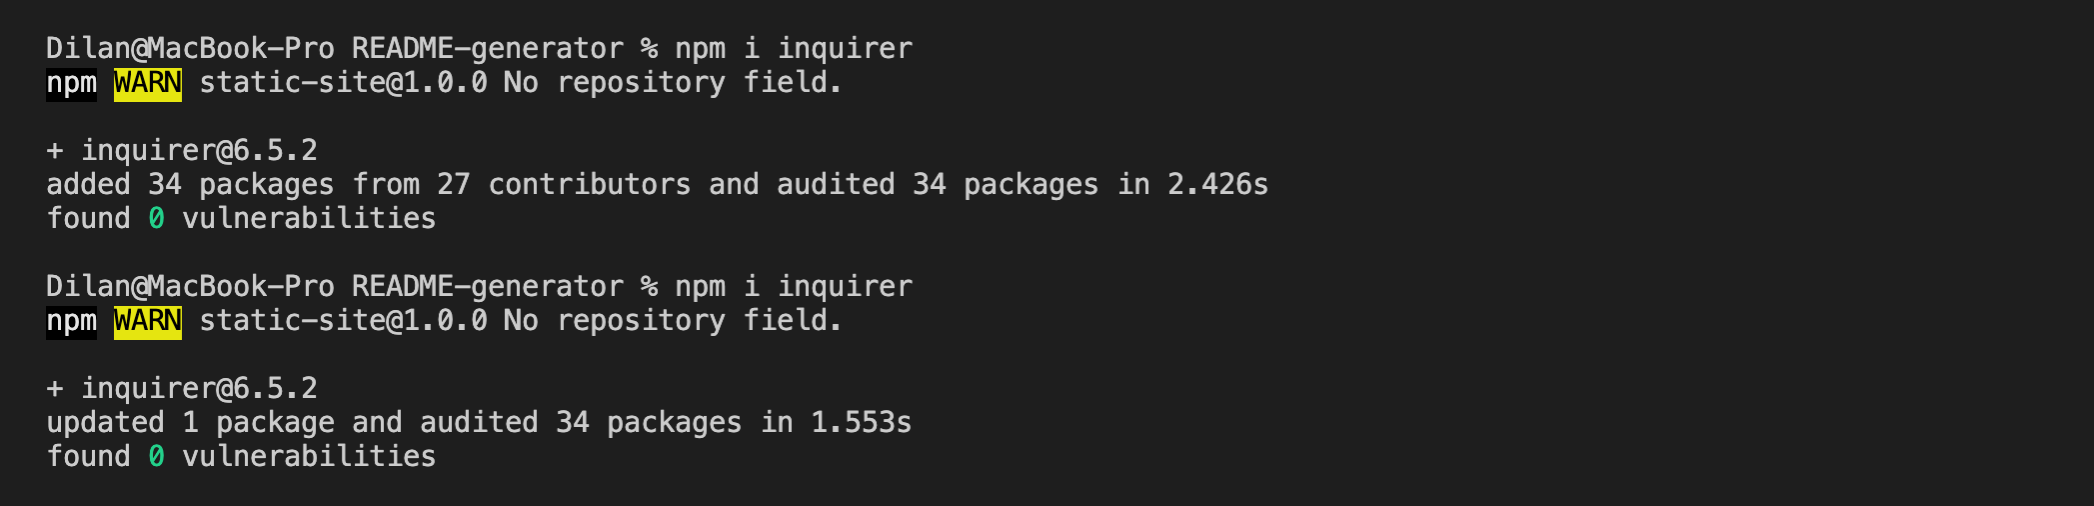 Dilan@MacBook-Pro README-generator % npm i inquirer
npm WARN static-site@1.0.0 No repository field.
+ inquirer@6.5.2
added 34 packages from 27 contributors and audited 34 packages in 2.426s
found 0 vulnerabilities
Dilan@MacBook-Pro README-generator % npm i inquirer
npm WARN static-site@1.0.0 No repository field.
+ inquirer@6.5.2
updated 1 package and audited 34 packages in 1.553s
found 0 vulnerabilities